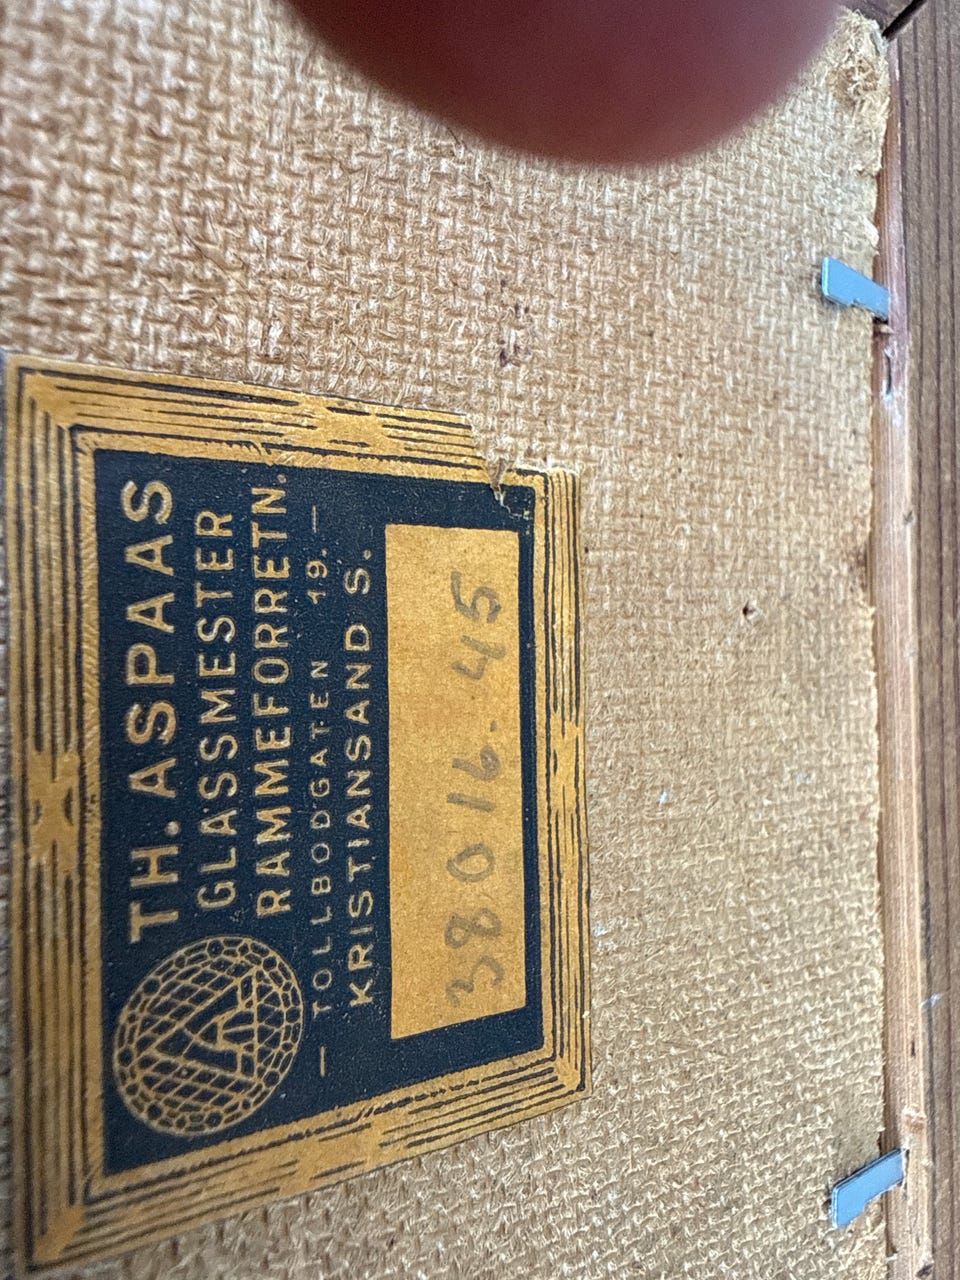 TH. ASPAAS
GLASSMESTER
RAMMEFORRETN.
— TOLLBODGATEN 19. —
KRISTIANSAND S.
38016.45
A